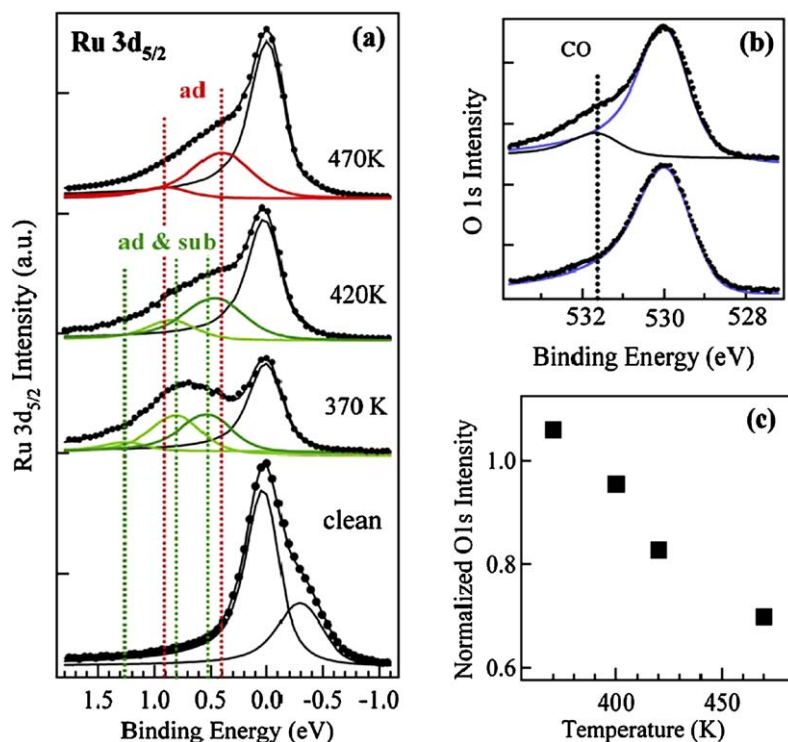 Ru 3d5/2
(a)
ad
470K
ad & sub
420K
370 K
clean
Ru 3d5/2 Intensity (a.u.)
1.5 1.0 0.5 0.0 -0.5 -1.0
Binding Energy (eV)
(b)
CO
O 1s Intensity
532 530 528
Binding Energy (eV)
(c)
Normalized O1s Intensity
1.0
0.8
0.6
400 450
Temperature (K)